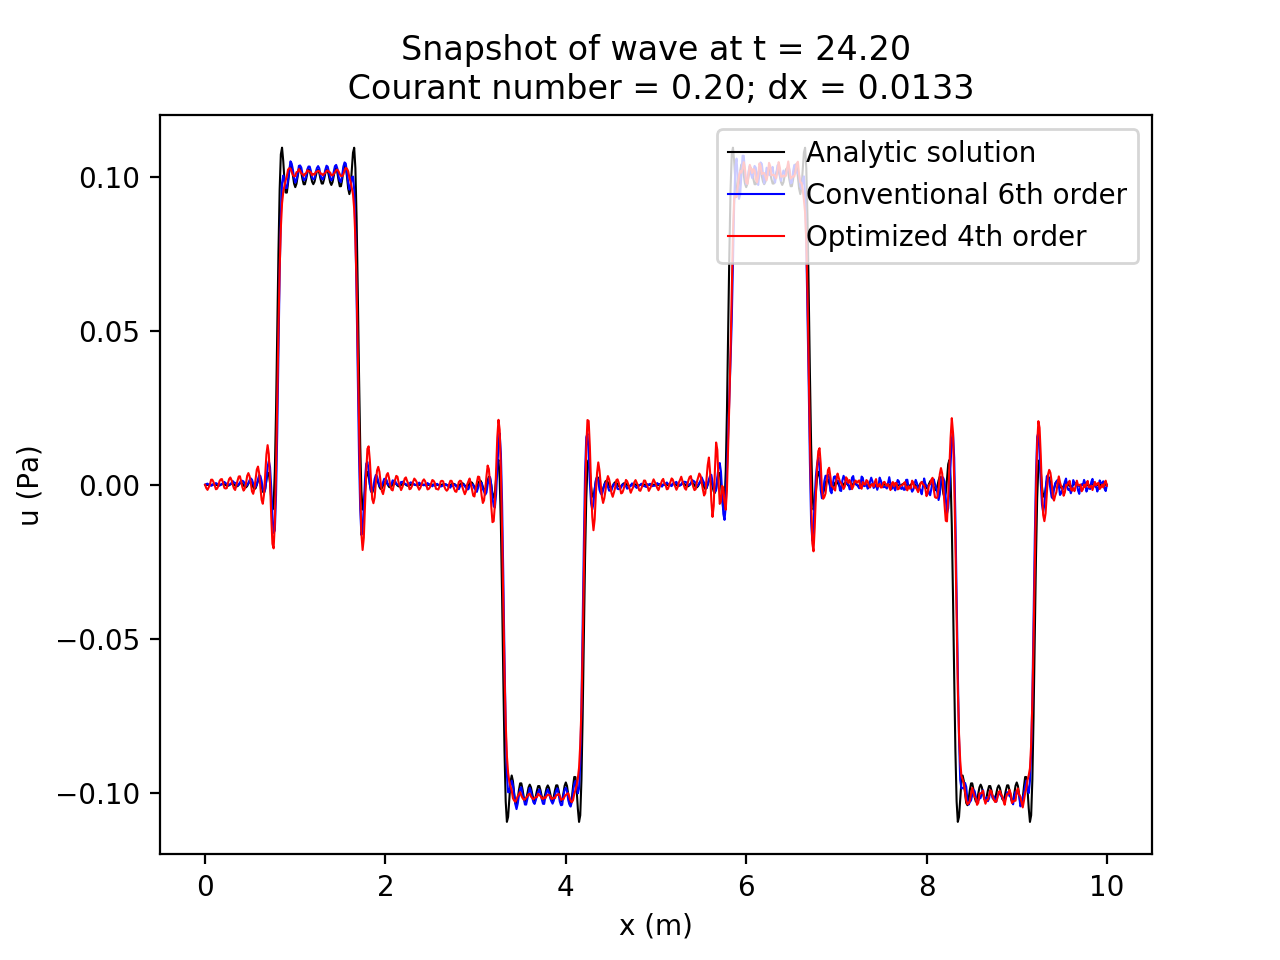 Snapshot of wave at t = 24.20
Courant number = 0.20; dx = 0.0133
Analytic solution
Conventional 6th order
Optimized 4th order
0.10
0.05
0.00
−0.05
−0.10
u (Pa)
0 2 4 6 8 10
x (m)